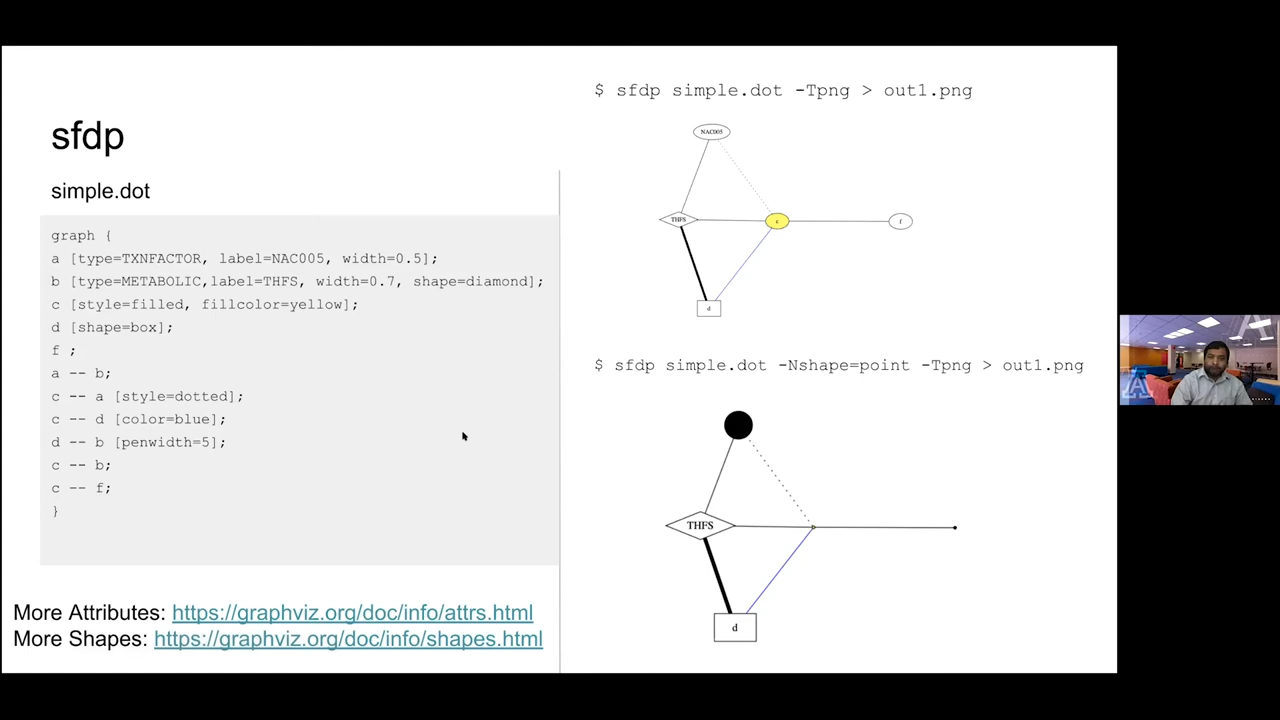 sfdp
simple.dot
graph {
a [type=TXNFACTOR, label=NAC005, width=0.5];
b [type=METABOLIC,label=THFS, width=0.7, shape=diamond];
c [style=filled, fillcolor=yellow];
d [shape=box];
f ;
a -- b;
c -- a [style=dotted];
c -- d [color=blue];
d -- b [penwidth=5];
c -- b;
c -- f;
}
More Attributes: https://graphviz.org/doc/info/attrs.html
More Shapes: https://graphviz.org/doc/info/shapes.html
$ sfdp simple.dot -Tpng > out1.png
NAC005
THFS
c
f
d
$ sfdp simple.dot -Nshape=point -Tpng > out1.png
THFS
d
A